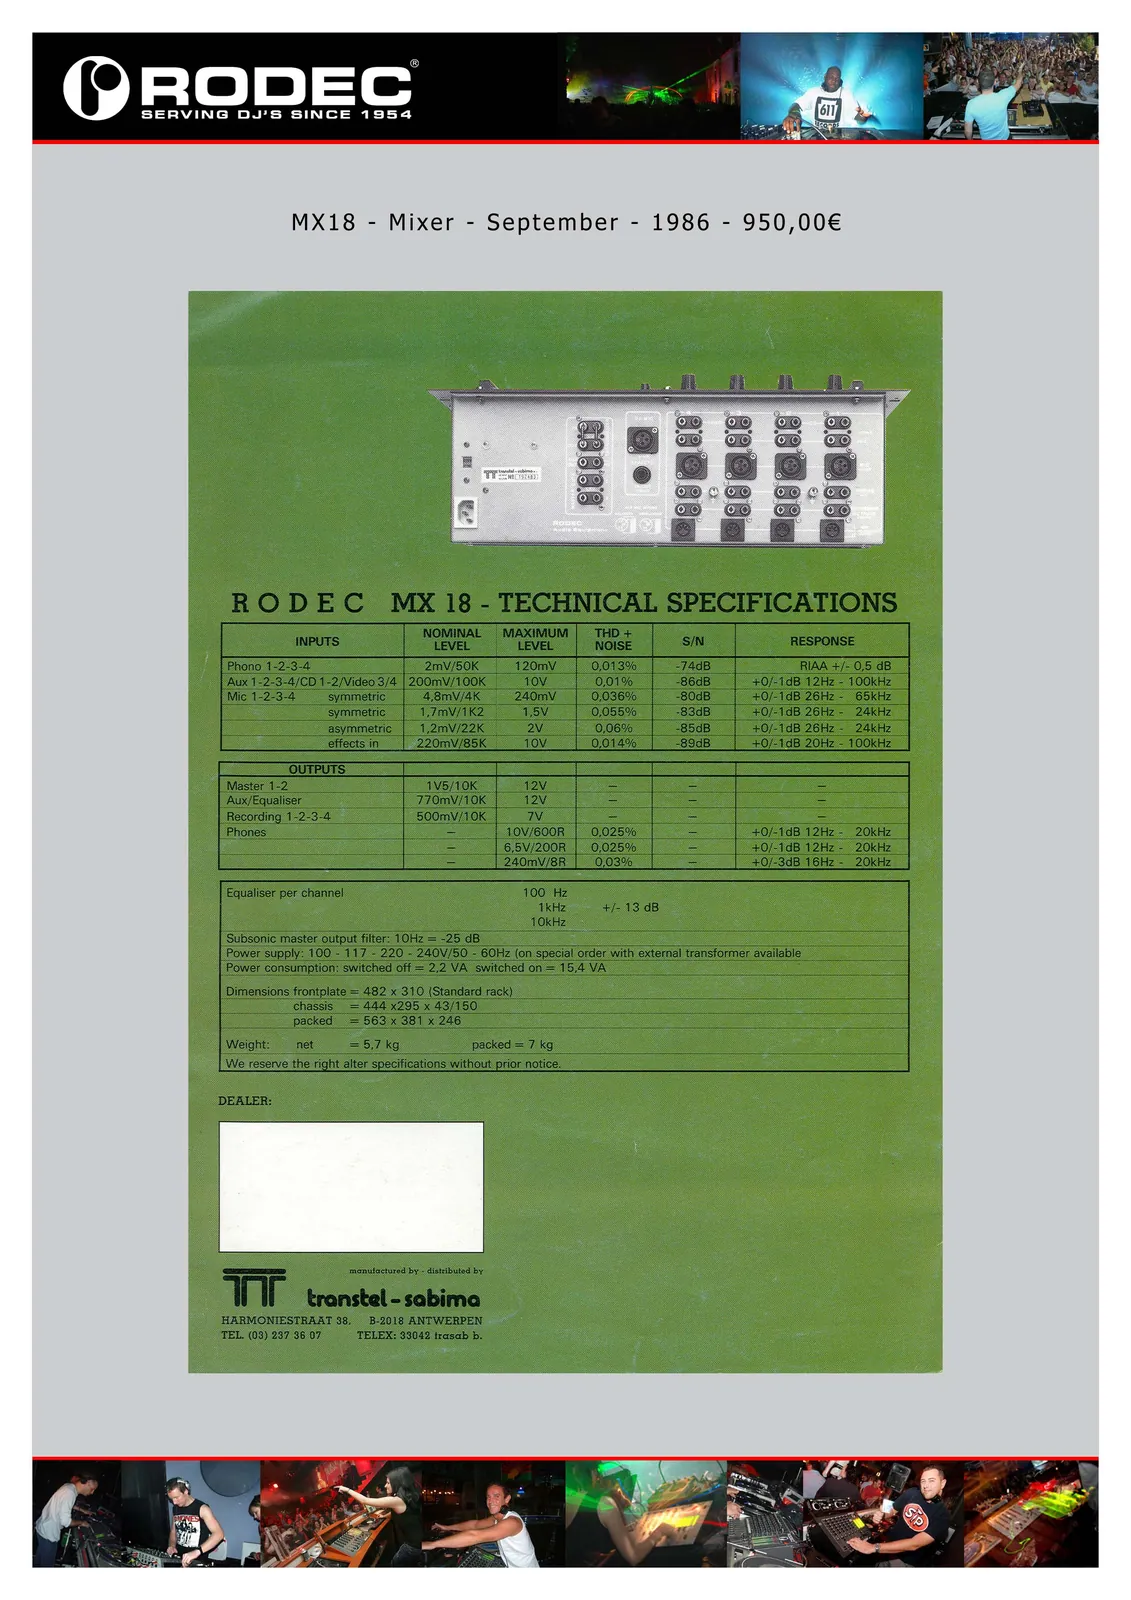 RODEC®
SERVING DJ'S SINCE 1954
611
MX18 - Mixer - September - 1986 - 950,00€
transtel-sabima
RODEC
R O D E C MX 18 - TECHNICAL SPECIFICATIONS
INPUTS NOMINAL LEVEL MAXIMUM LEVEL THD + NOISE S/N RESPONSE
Phono 1-2-3-4 2mV/50K 120mV 0,013% -74dB RIAA +/- 0,5 dB
Aux 1-2-3-4/CD 1-2/Video 3/4 200mV/100K 10V 0,01% -86dB +0/-1dB 12Hz - 100kHz
Mic 1-2-3-4 symmetric 4,8mV/4K 240mV 0,036% -80dB +0/-1dB 26Hz - 65kHz
symmetric 1,7mV/1K2 1,5V 0,055% -83dB +0/-1dB 26Hz - 24kHz
asymmetric 1,2mV/22K 2V 0,06% -85dB +0/-1dB 26Hz - 24kHz
effects in 220mV/85K 10V 0,014% -89dB +0/-1dB 20Hz - 100kHz
OUTPUTS
Master 1-2 1V5/10K 12V — — —
Aux/Equaliser 770mV/10K 12V — — —
Recording 1-2-3-4 500mV/10K 7V — — —
Phones — 10V/600R 0,025% — +0/-1dB 12Hz - 20kHz
— 6,5V/200R 0,025% — +0/-1dB 12Hz - 20kHz
— 240mV/8R 0,03% — +0/-3dB 16Hz - 20kHz
Equaliser per channel 100 Hz
1kHz +/- 13 dB
10kHz
Subsonic master output filter: 10Hz = -25 dB
Power supply: 100 - 117 - 220 - 240V/50 - 60Hz (on special order with external transformer available
Power consumption: switched off = 2,2 VA switched on = 15,4 VA
Dimensions frontplate = 482 x 310 (Standard rack)
chassis = 444 x295 x 43/150
packed = 563 x 381 x 246
Weight: net = 5,7 kg packed = 7 kg
We reserve the right alter specifications without prior notice.
DEALER:
manufactured by - distributed by
transtel-sabima
HARMONIESTRAAT 38, B-2018 ANTWERPEN
TEL. (03) 237 36 07 TELEX: 33042 trasab b.